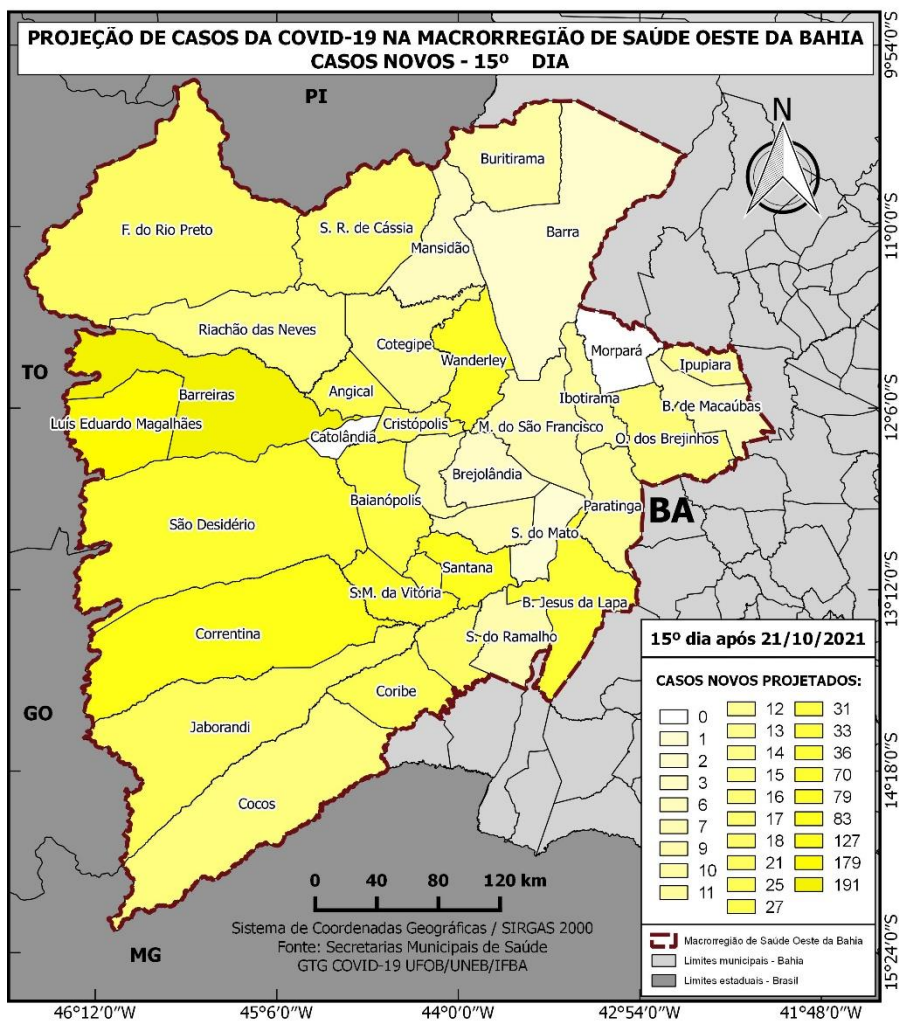 PROJEÇÃO DE CASOS DA COVID-19 NA MACRORREGIÃO DE SAÚDE OESTE DA BAHIA
CASOS NOVOS - 15º DIA
9°54'0"S
PI
N
Buritirama
F. do Rio Preto
S. R. de Cássia
Barra
11°0'0"S
Mansidão
Riachão das Neves
Cotegipe
Wanderley
Morpará
Ipupiara
TO
Angical
Barreiras
Ibotirama
B. de Macaúbas
12°6'0"S
Luís Eduardo Magalhães
Cristópolis
M. do São Francisco
Catolândia
O. dos Brejinhos
Brejolândia
Baianópolis
Paratinga
BA
São Desidério
S. do Mato
Santana
S.M. da Vitória
B. Jesus da Lapa
13°12'0"S
Correntina
S. do Ramalho
15º dia após 21/10/2021
CASOS NOVOS PROJETADOS:
Coribe
GO
Jaborandi
14°18'0"S
Cocos
0
1
2
3
6
7
9
10
11
12
13
14
15
16
17
18
21
25
27
31
33
36
70
79
83
127
179
191
0 40 80 120 km
Sistema de Coordenadas Geográficas / SIRGAS 2000
Fonte: Secretarias Municipais de Saúde
GTG COVID-19 UFOB/UNEB/IFBA
Macrorregião de Saúde Oeste da Bahia
Limites municipais - Bahia
Limites estaduais - Brasil
MG
15°24'0"S
46°12'0"W 45°6'0"W 44°0'0"W 42°54'0"W 41°48'0"W